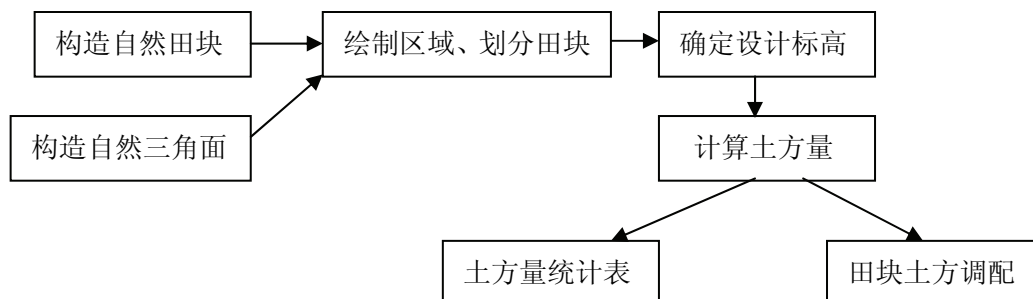 构造自然田块
绘制区域、划分田块
确定设计标高
构造自然三角面
计算土方量
土方量统计表
田块土方调配